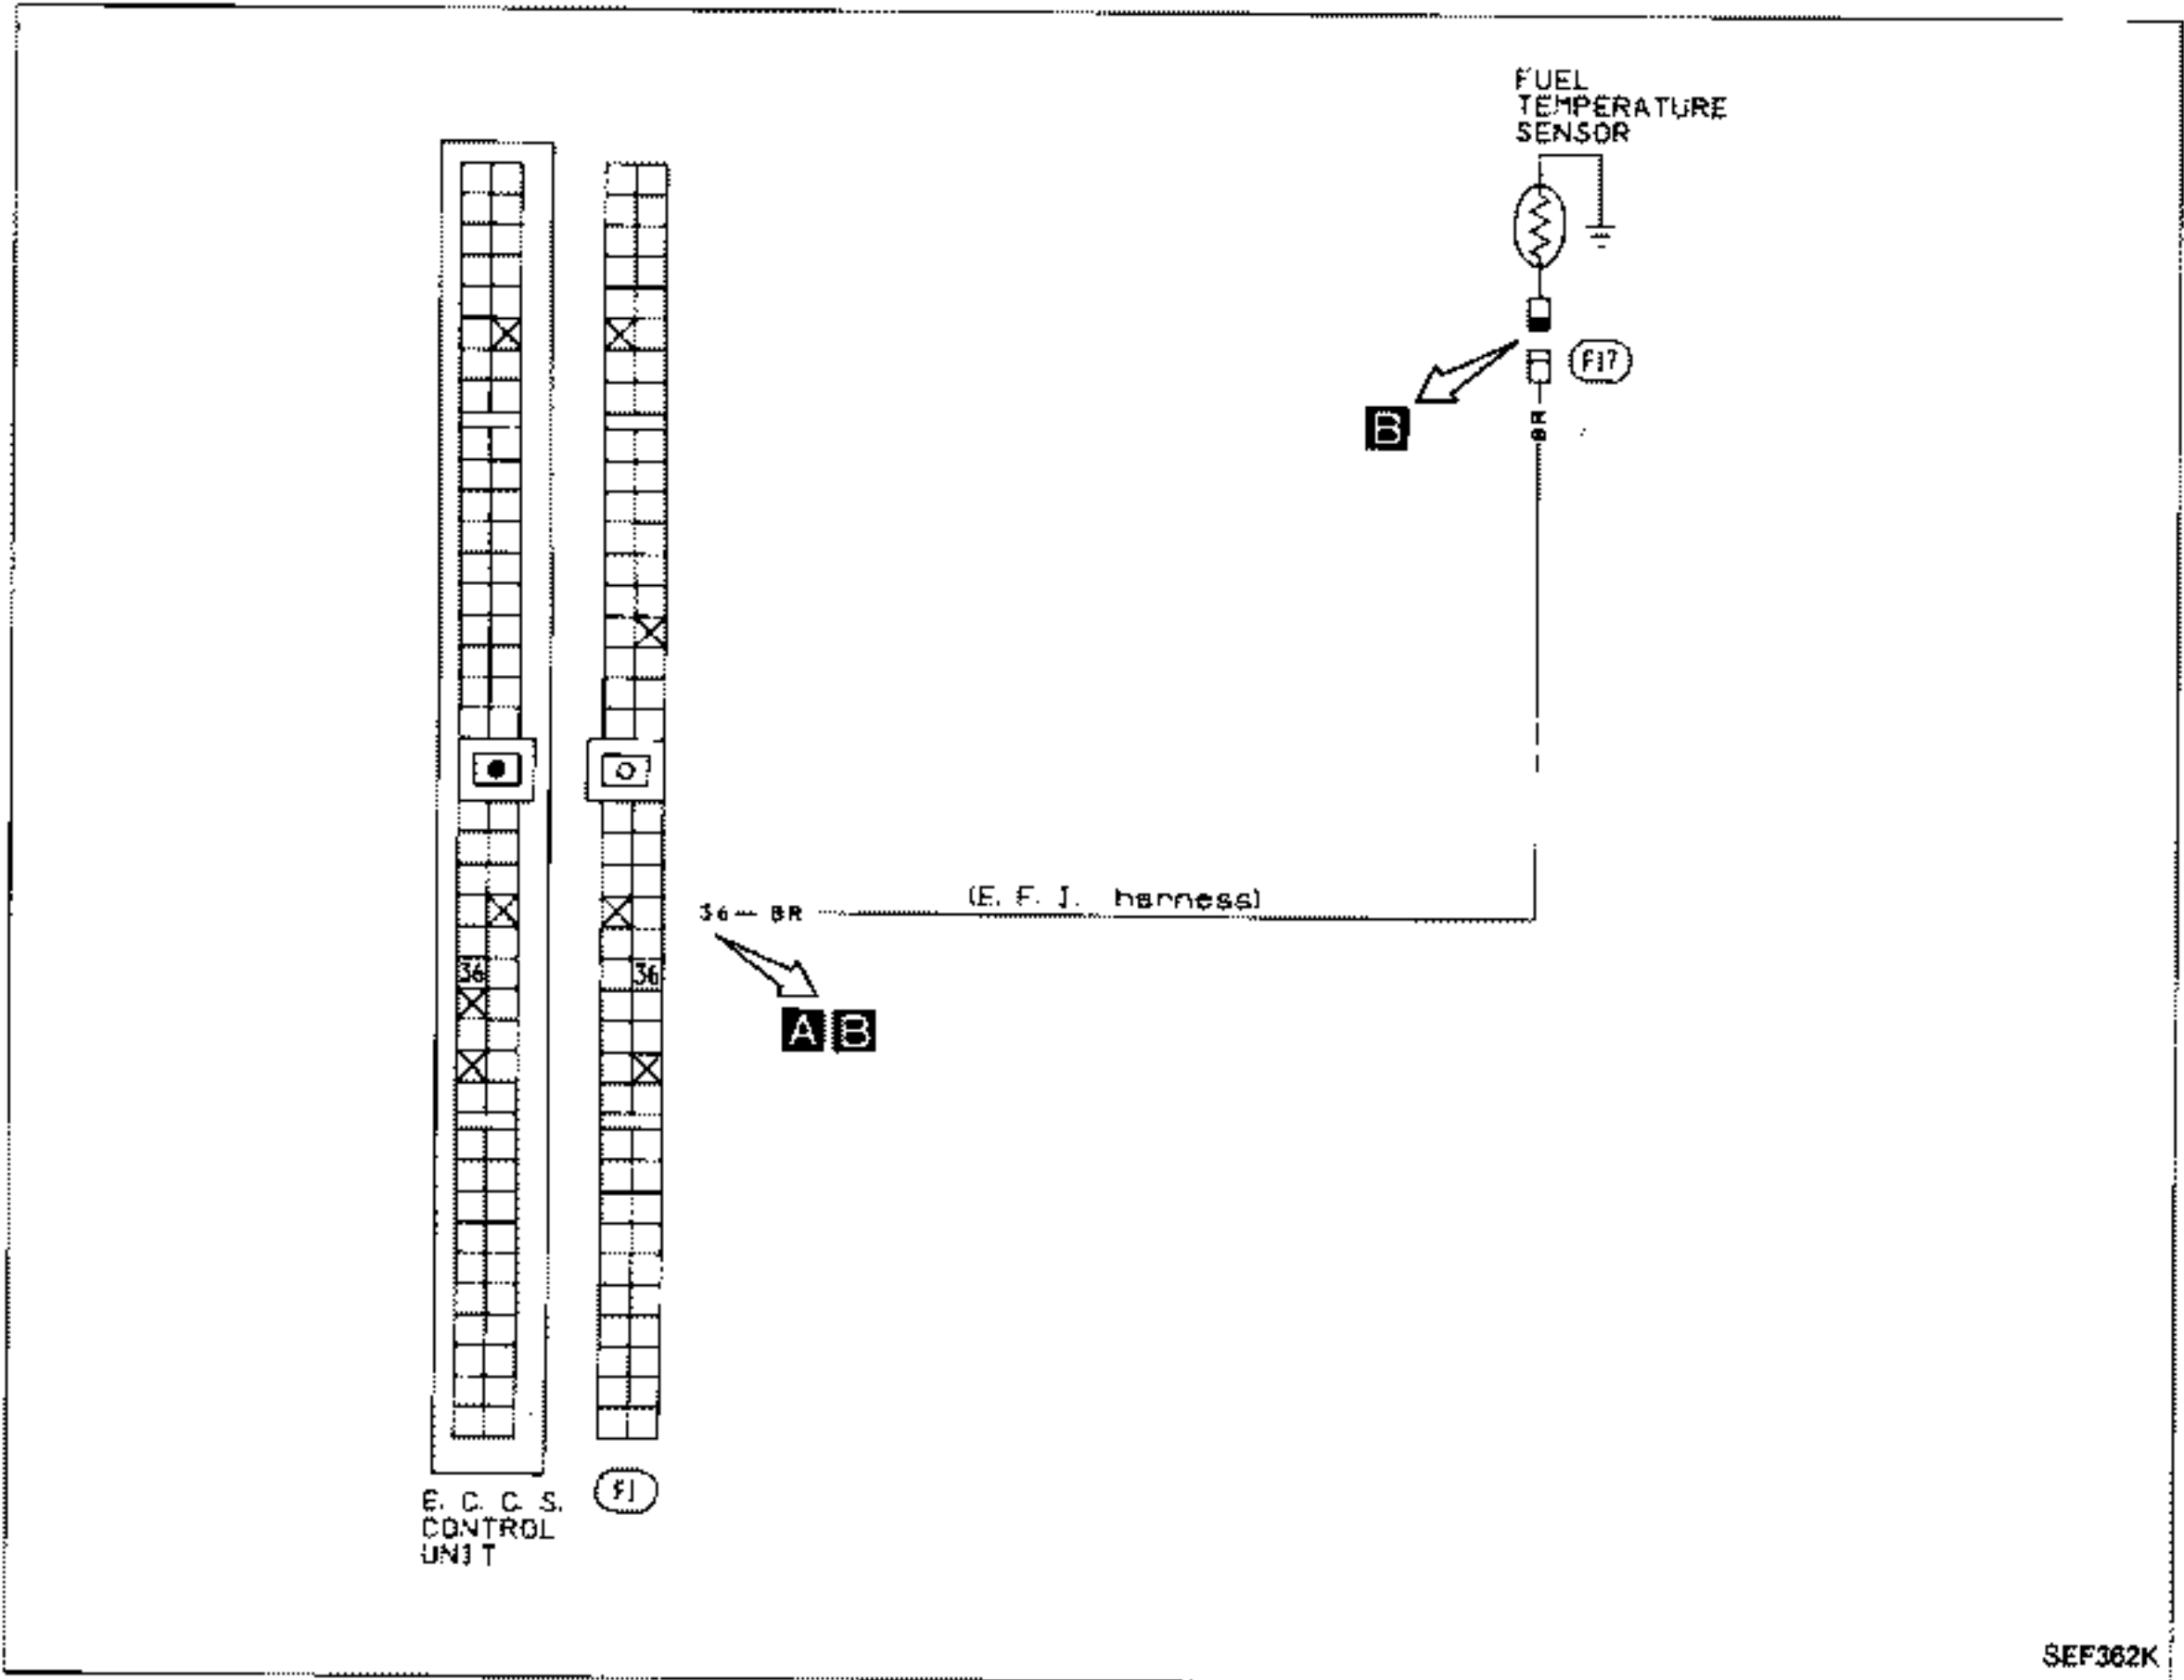 FUEL
TEMPERATURE
SENSOR
F17
B
BR
(E. F. I. harness)
36 BR
36
36
A B
F1
E. C. C. S.
CONTROL
UNIT
SEF362K